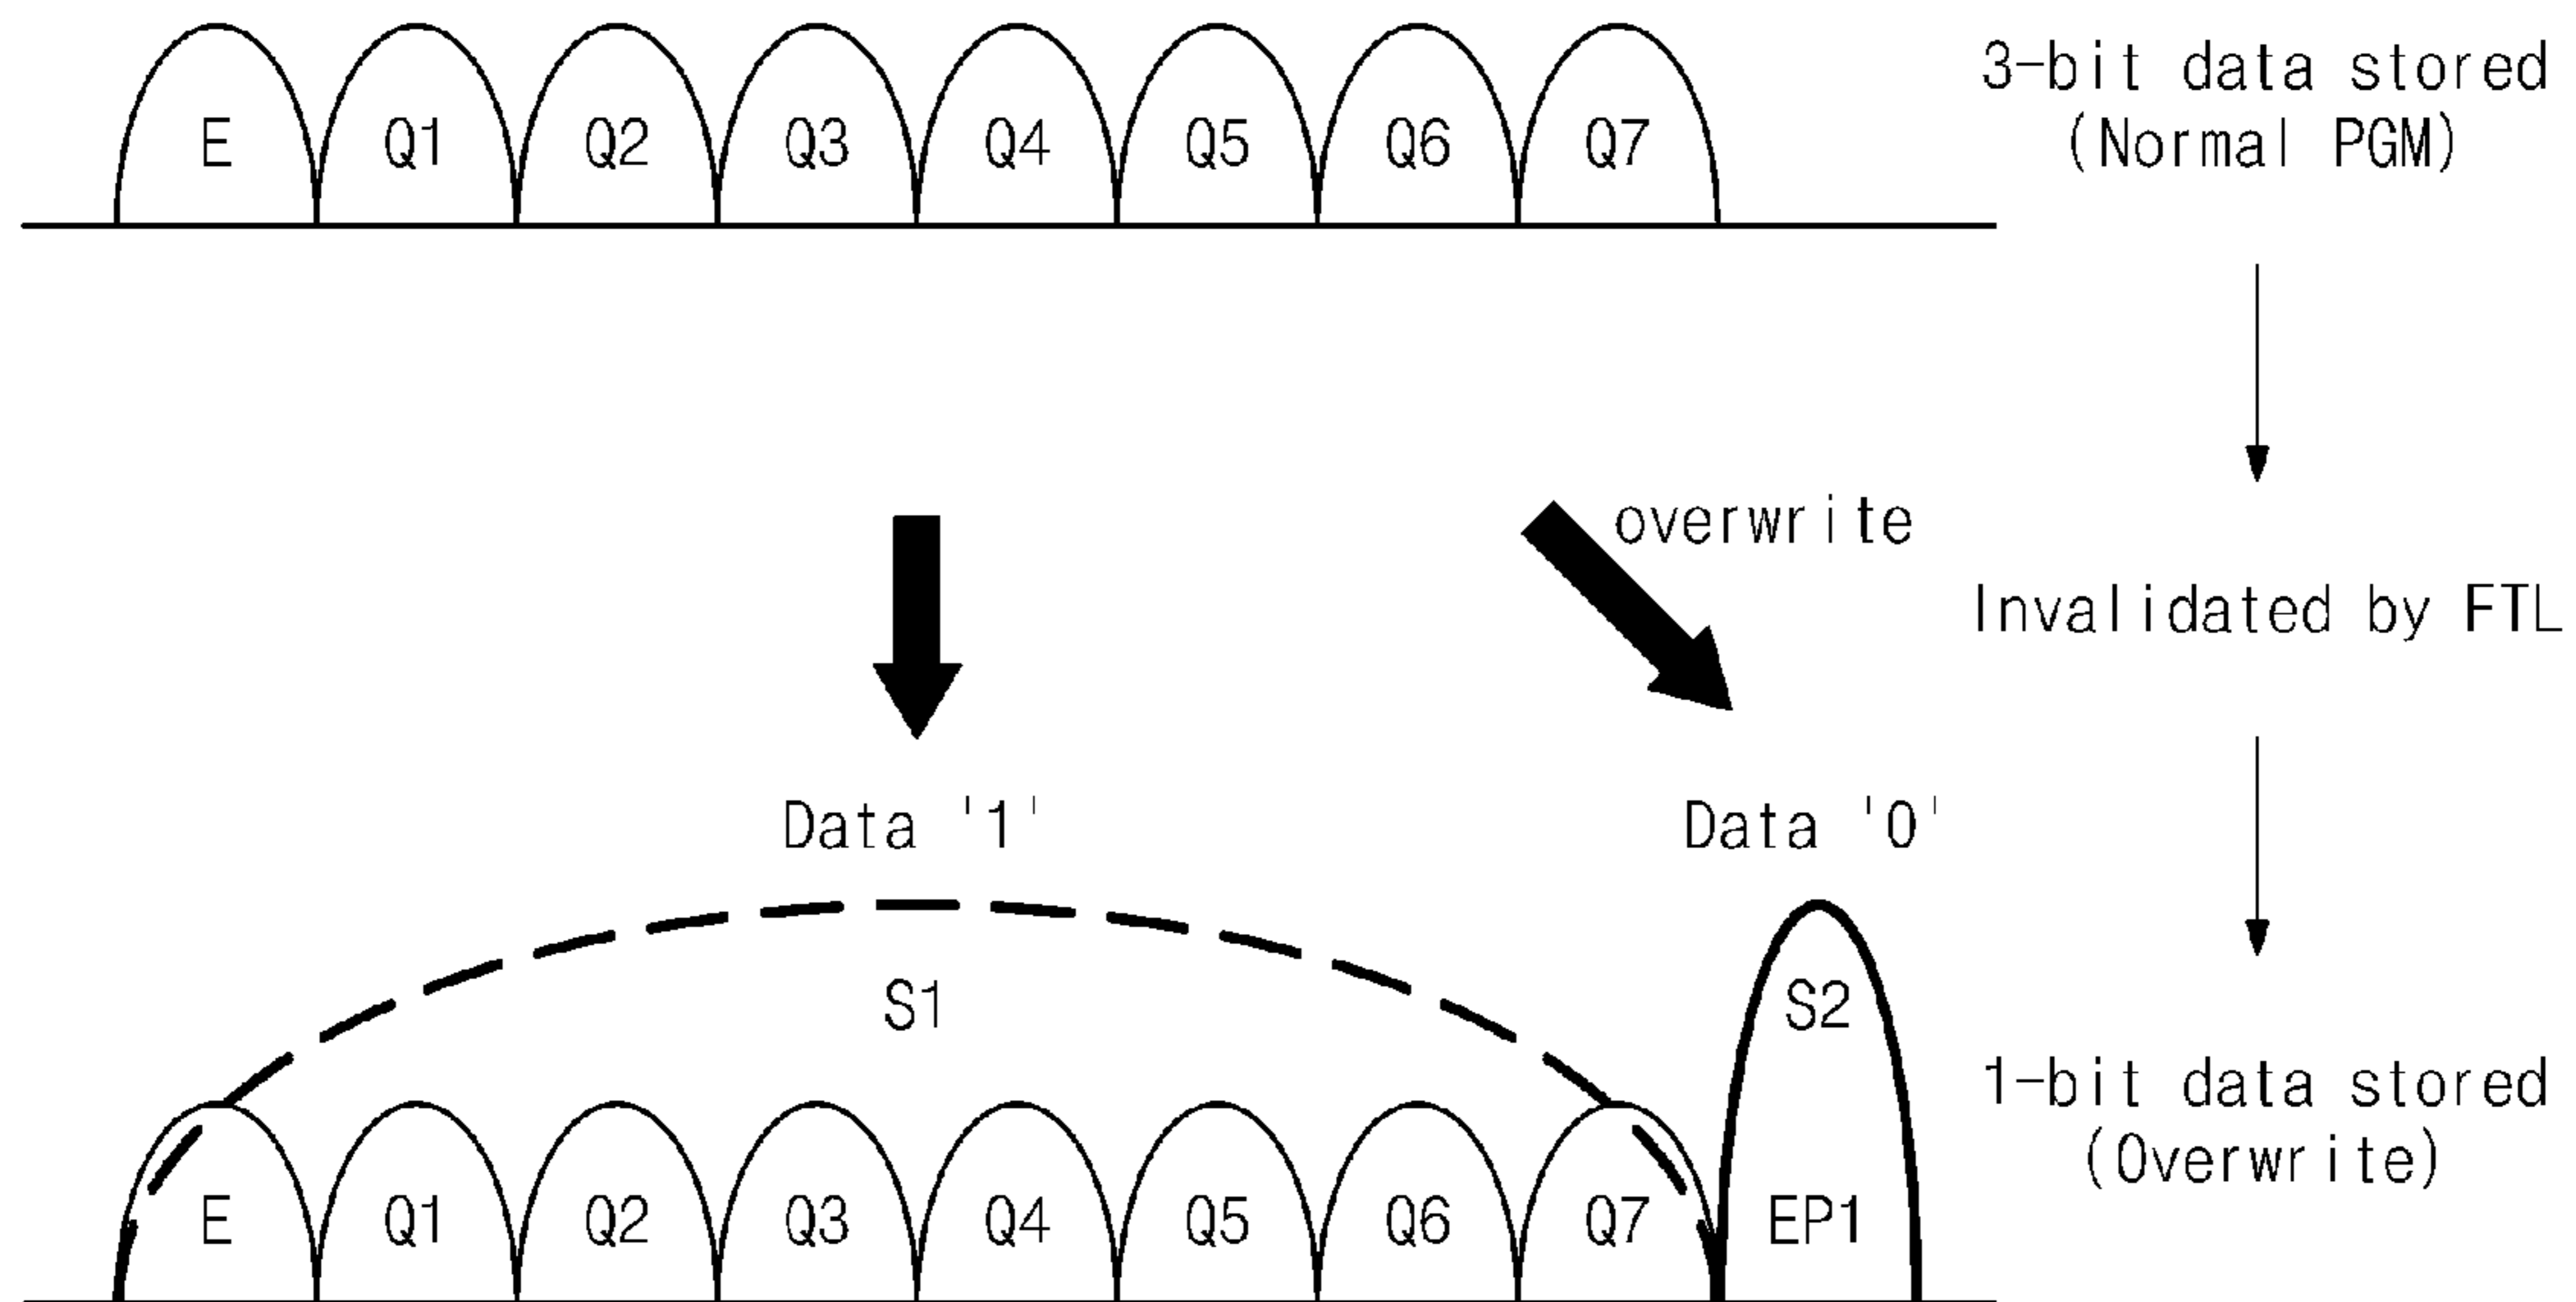 E Q1 Q2 Q3 Q4 Q5 Q6 Q7
3-bit data stored
(Normal PGM)
overwrite
Invalidated by FTL
Data '1'
Data '0'
S1
S2
1-bit data stored
(Overwrite)
E Q1 Q2 Q3 Q4 Q5 Q6 Q7 EP1